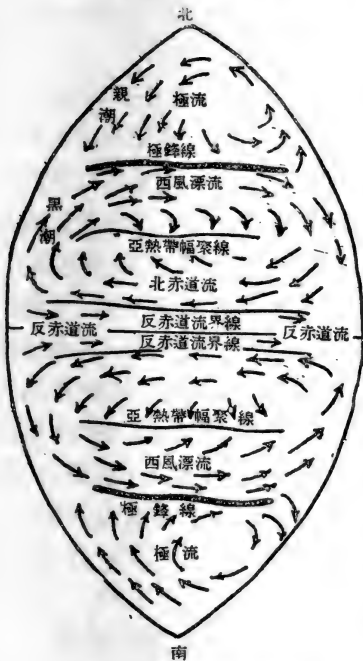 北
親潮
極流
極鋒線
西風漂流
黑潮
亞熱帶幅聚線
北赤道流
反赤道流界線
反赤道流
反赤道流
反赤道流界線
亞熱帶幅聚線
西風漂流
極鋒線
極流
南